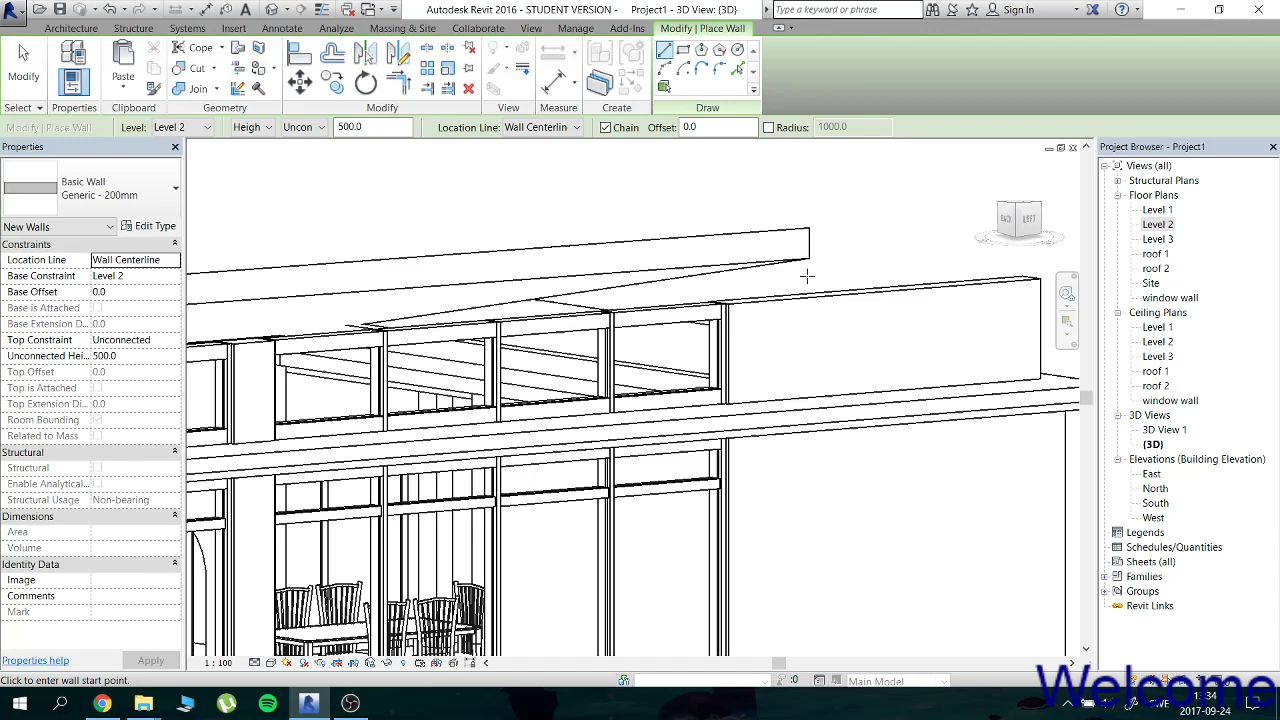 Autodesk Revit 2016 - STUDENT VERSION - Project1 - 3D View: {3D}
Type a keyword or phrase
Sign In
Architecture Structure Systems Insert Annotate Analyze Massing & Site Collaborate View Manage Add-Ins Modify | Place Wall
Modify
Properties
Paste
Cope
Cut
Join
Select Properties Clipboard Geometry Modify View Measure Create Draw
Modify | Place Wall Level: Level 2 Heigh Uncon 500.0 Location Line: Wall Centerlin Chain Offset: 0.0 Radius: 1000.0
Properties
Basic Wall
Generic - 200mm
New Walls Edit Type
Constraints
Location Line Wall Centerline
Base Constraint Level 2
Base Offset 0.0
Base is Attached
Base Extension Di... 0.0
Top Constraint Unconnected
Unconnected Hei... 500.0
Top Offset 0.0
Top is Attached
Top Extension Di... 0.0
Room Bounding
Related to Mass
Structural
Structural
Enable Analytical...
Structural Usage Non-bearing
Dimensions
Area
Volume
Identity Data
Image
Comments
Mark
Properties help Apply
BACK LEFT
Project Browser - Project1
Views (all)
Structural Plans
Floor Plans
Level 1
Level 2
Level 3
roof 1
roof 2
Site
window wall
Ceiling Plans
Level 1
Level 2
Level 3
roof 1
roof 2
window wall
3D Views
3D View 1
{3D}
Elevations (Building Elevation)
East
North
South
West
Legends
Schedules/Quantities
Sheets (all)
Families
Groups
Revit Links
1 : 100
Click to enter wall start point.
:0 Main Model
Welcome
SWE
13:34
2017-09-24